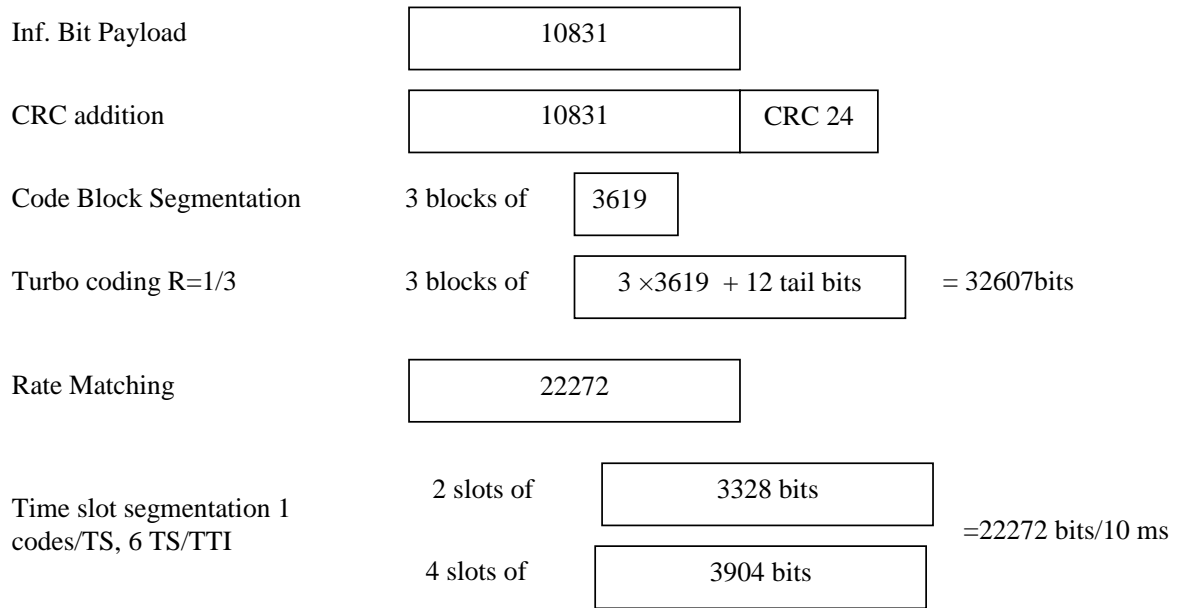 Inf. Bit Payload 10831
CRC addition 10831 CRC 24
Code Block Segmentation 3 blocks of 3619
Turbo coding R=1/3 3 blocks of 3 ×3619 + 12 tail bits = 32607bits
Rate Matching 22272
2 slots of 3328 bits
Time slot segmentation 1
codes/TS, 6 TS/TTI
=22272 bits/10 ms
4 slots of 3904 bits